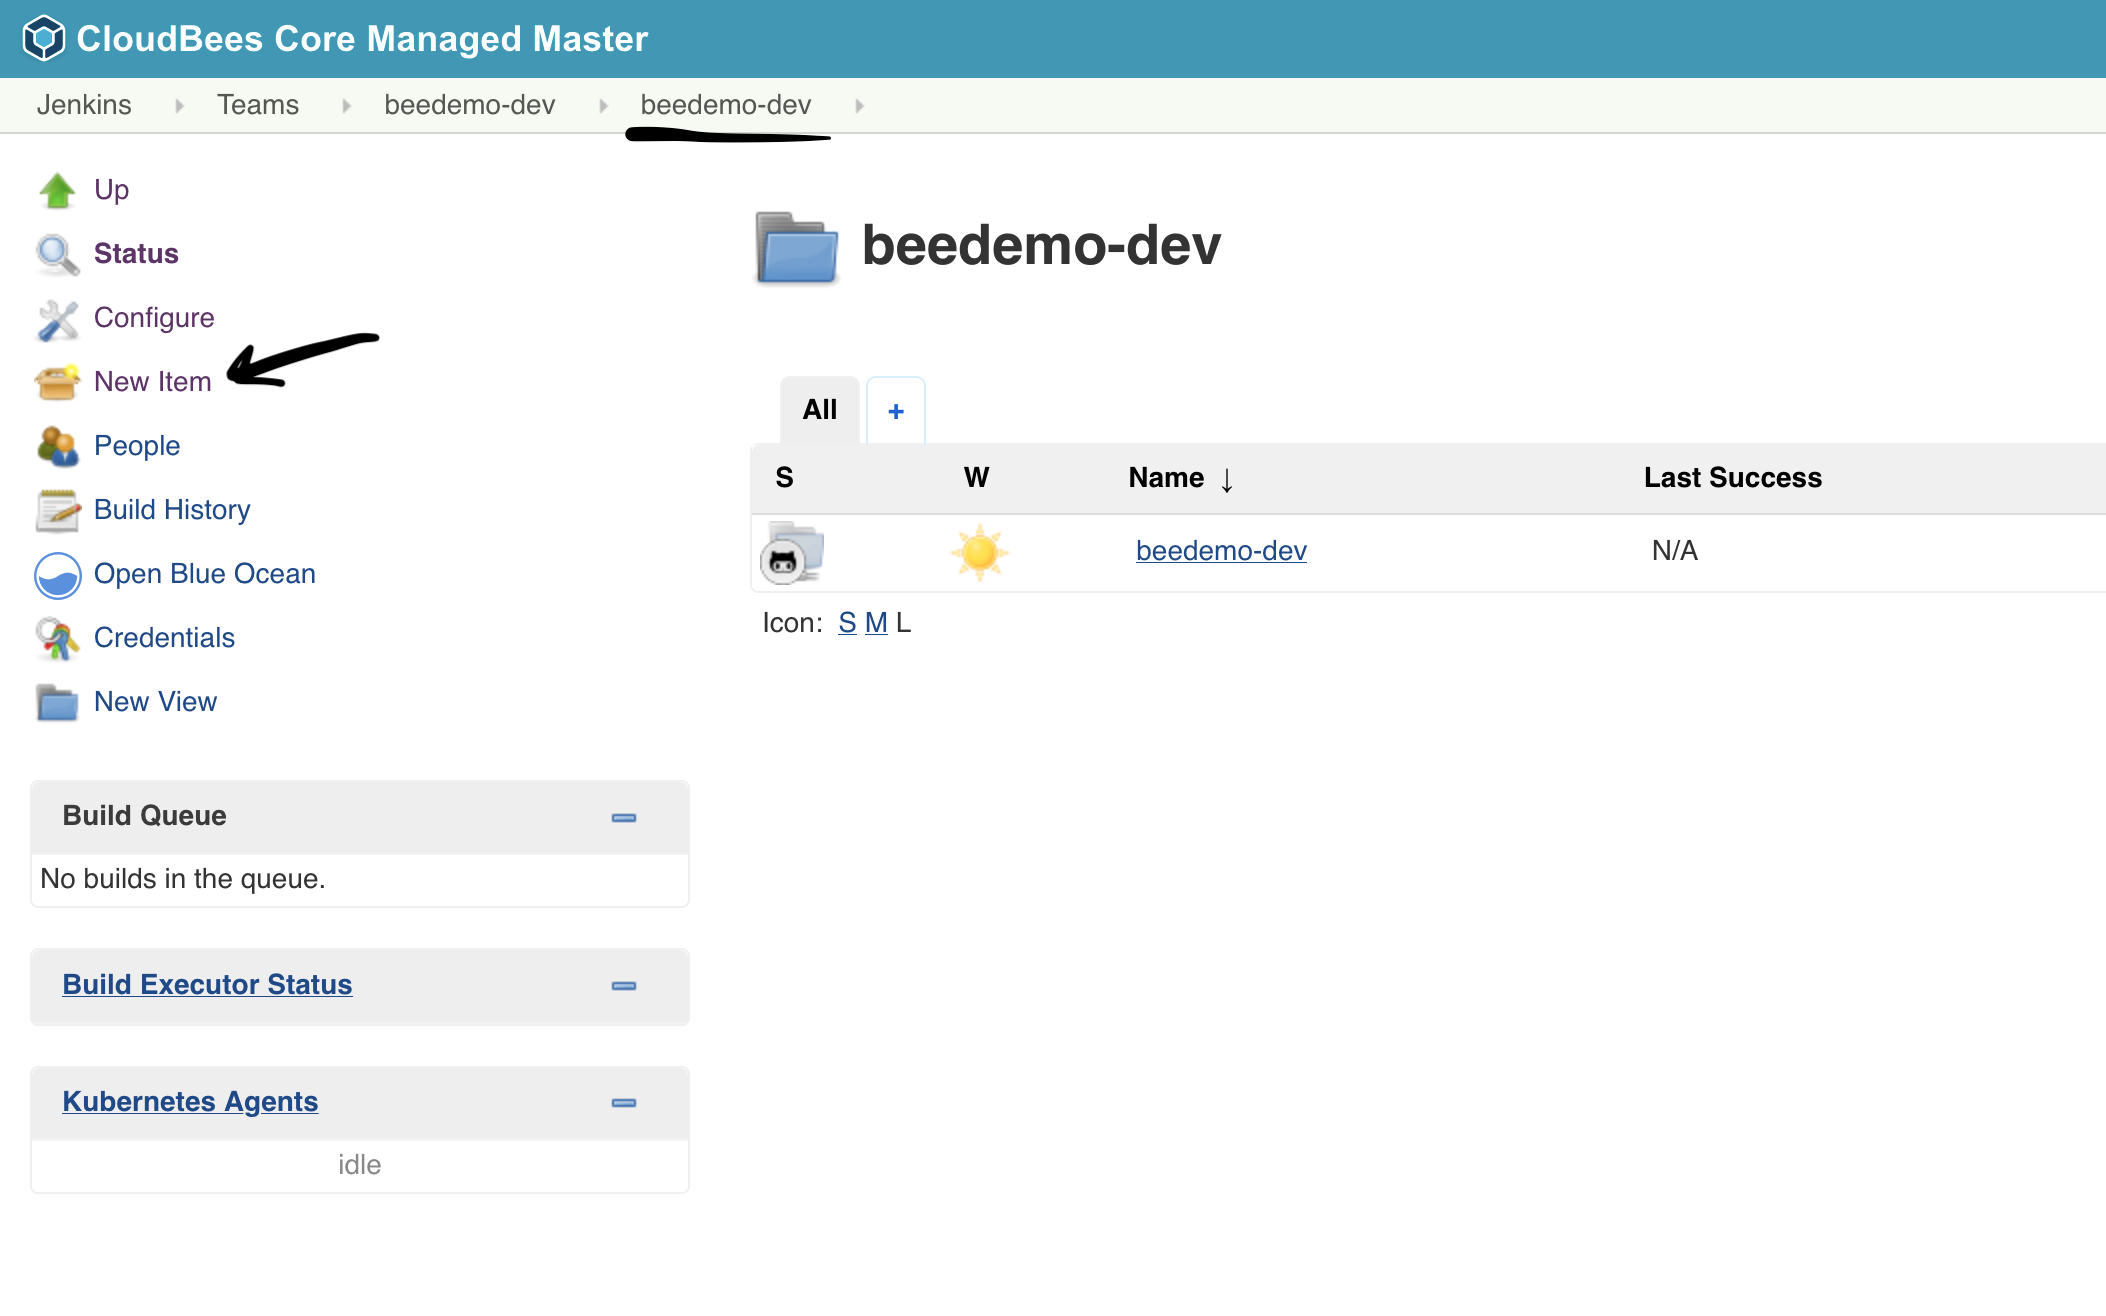 CloudBees Core Managed Master
Jenkins Teams beedemo-dev beedemo-dev
Up
Status
Configure
New Item
People
Build History
Open Blue Ocean
Credentials
New View
Build Queue
No builds in the queue.
Build Executor Status
Kubernetes Agents
idle
beedemo-dev
All +
S W Name ↓ Last Success
beedemo-dev N/A
Icon: S M L